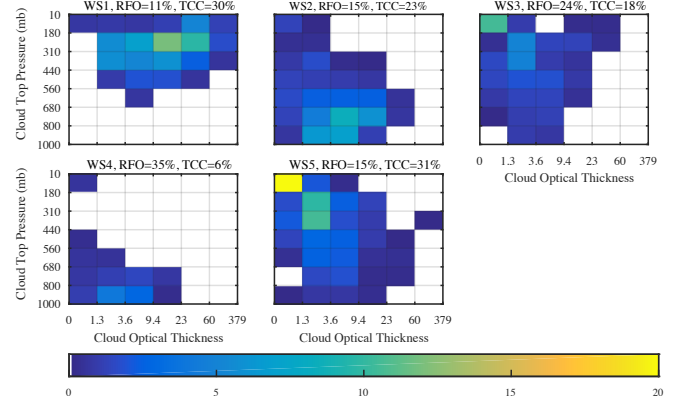 WS1, RFO=11%, TCC=30%
WS2, RFO=15%, TCC=23%
WS3, RFO=24%, TCC=18%
Cloud Top Pressure (mb)
10
180
310
440
560
680
800
1000
0 1.3 3.6 9.4 23 60 379
Cloud Optical Thickness
WS4, RFO=35%, TCC=6%
WS5, RFO=15%, TCC=31%
Cloud Top Pressure (mb)
10
180
310
440
560
680
800
1000
0 1.3 3.6 9.4 23 60 379
Cloud Optical Thickness
0 1.3 3.6 9.4 23 60 379
Cloud Optical Thickness
0 5 10 15 20